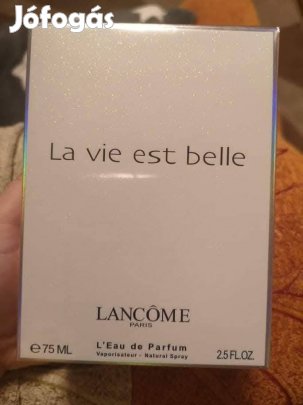 Jófogás
La vie est belle
LANCÔME
PARIS
e 75 ML
L'Eau de Parfum
Vaporisateur - Natural Spray
2.5 FL.OZ.